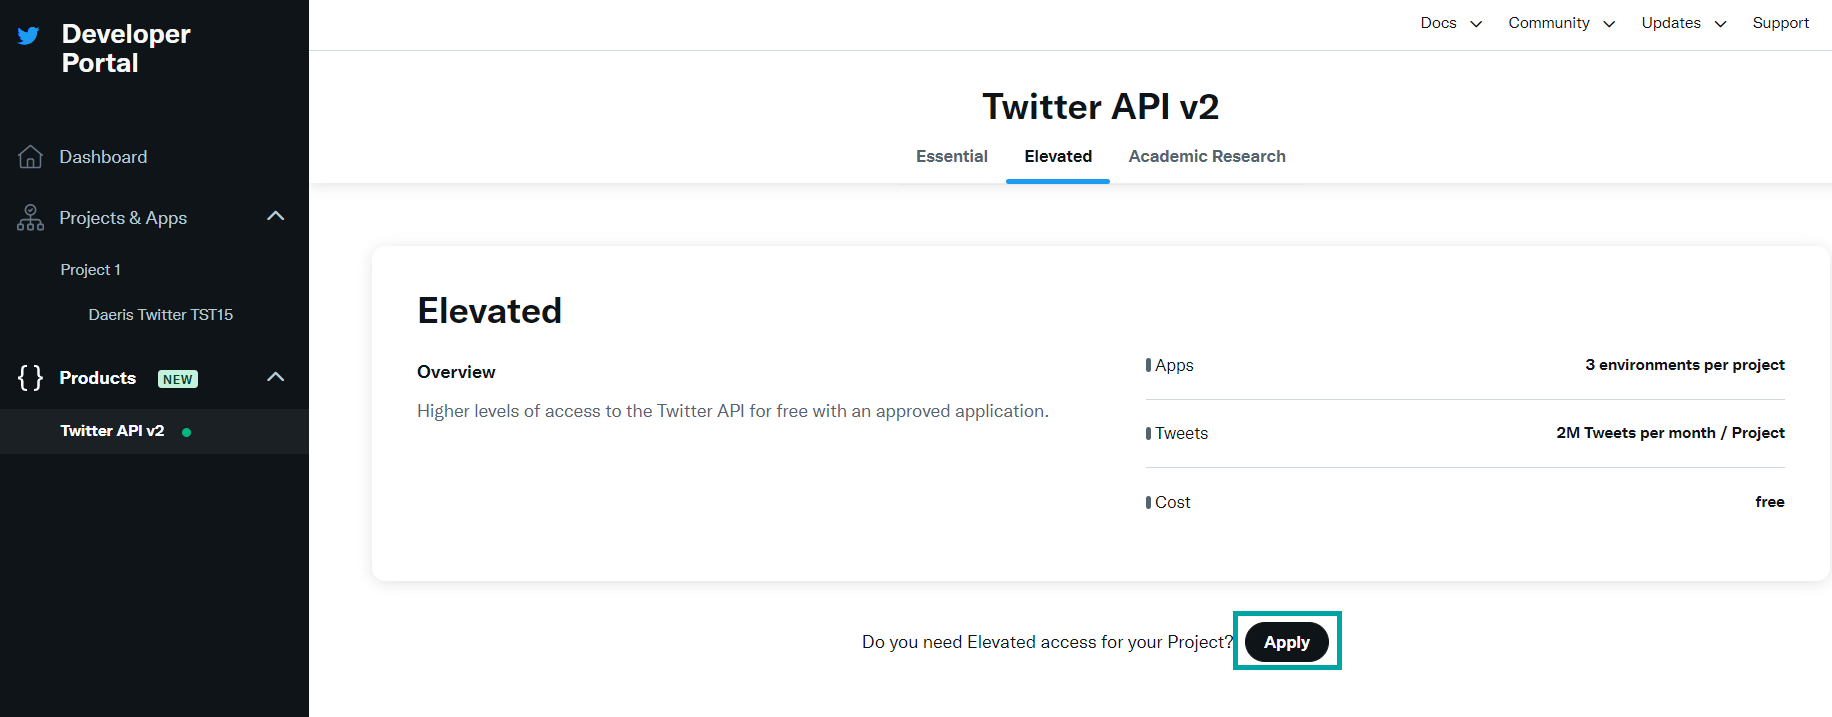 Developer
Portal
Docs
Community
Updates
Support
Twitter API v2
Essential
Elevated
Academic Research
Dashboard
Projects & Apps
Project 1
Daeris Twitter TST15
Products NEW
Twitter API v2
Elevated
Overview
Higher levels of access to the Twitter API for free with an approved application.
Apps 3 environments per project
Tweets 2M Tweets per month / Project
Cost free
Do you need Elevated access for your Project? Apply